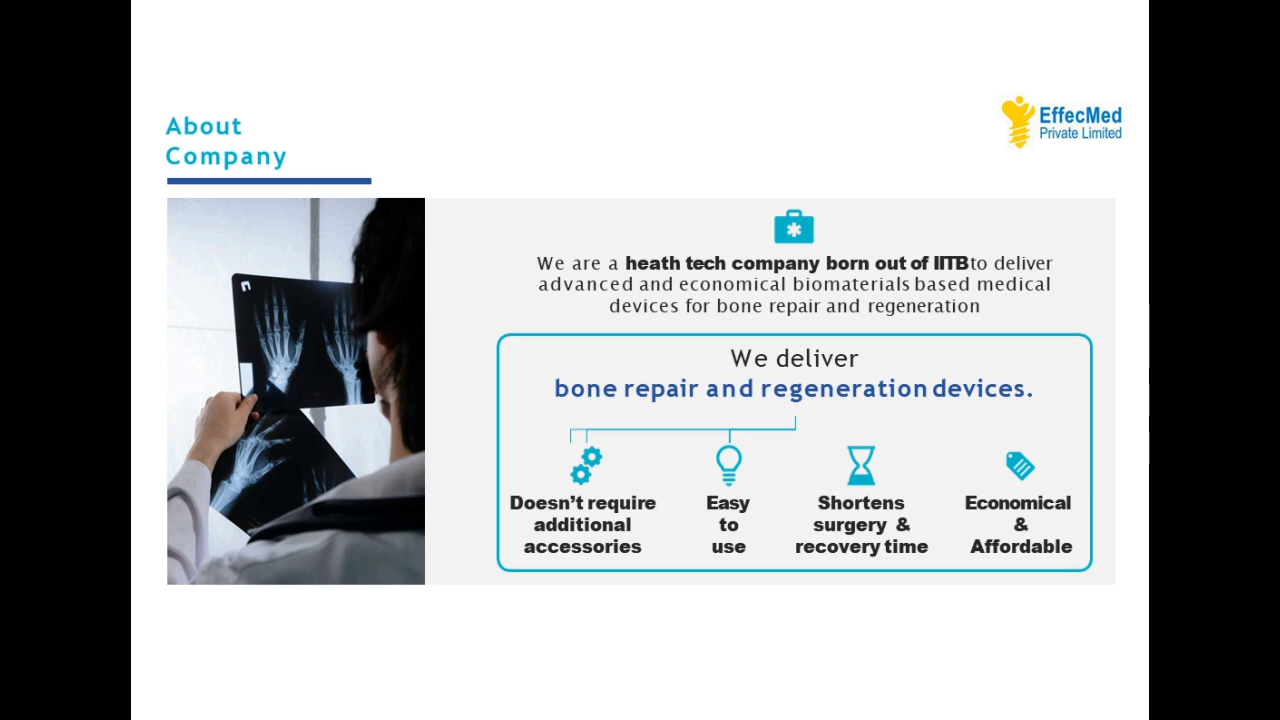 About
Company
EffecMed
Private Limited
We are a heath tech company born out of IITB to deliver
advanced and economical biomaterials based medical
devices for bone repair and regeneration
We deliver
bone repair and regeneration devices.
Doesn't require
additional
accessories
Easy
to
use
Shortens
surgery &
recovery time
Economical
&
Affordable